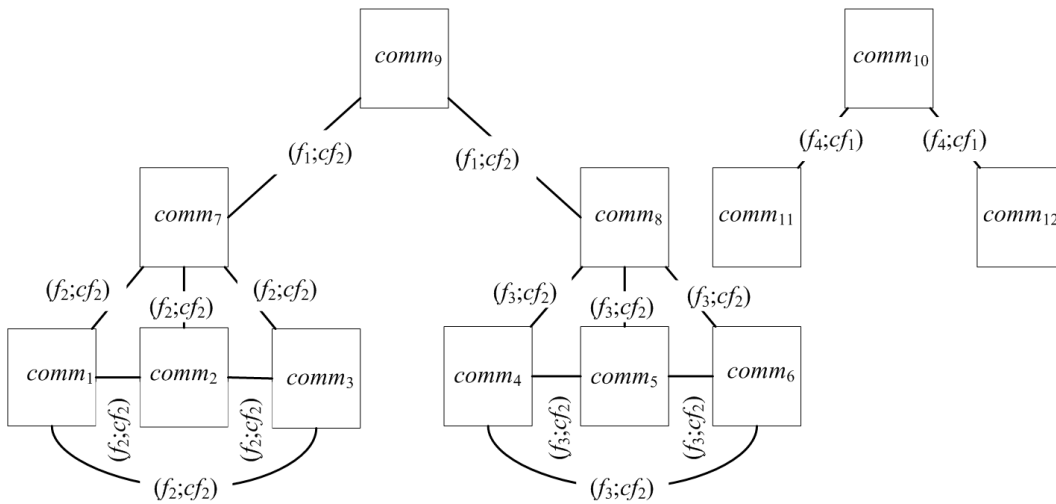 comm₉ comm₁₀
(f₁;cf₂) (f₁;cf₂) (f₄;cf₁) (f₄;cf₁)
comm₇ comm₈ comm₁₁ comm₁₂
(f₂;cf₂) (f₂;cf₂) (f₂;cf₂) (f₃;cf₂) (f₃;cf₂) (f₃;cf₂)
comm₁ comm₂ comm₃ comm₄ comm₅ comm₆
(f₂;cf₂) (f₂;cf₂) (f₃;cf₂) (f₃;cf₂)
(f₂;cf₂) (f₃;cf₂)